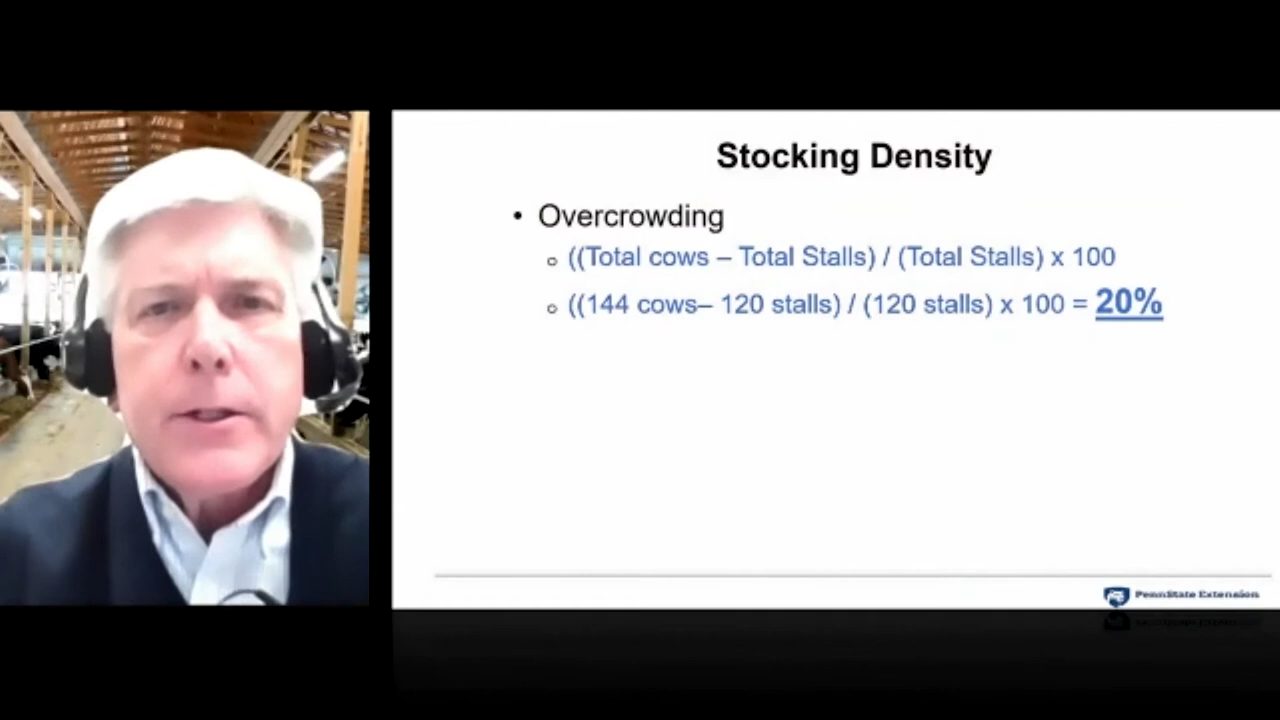 Stocking Density
• Overcrowding
○ ((Total cows – Total Stalls) / (Total Stalls) x 100
○ ((144 cows– 120 stalls) / (120 stalls) x 100 = 20%
PennState Extension